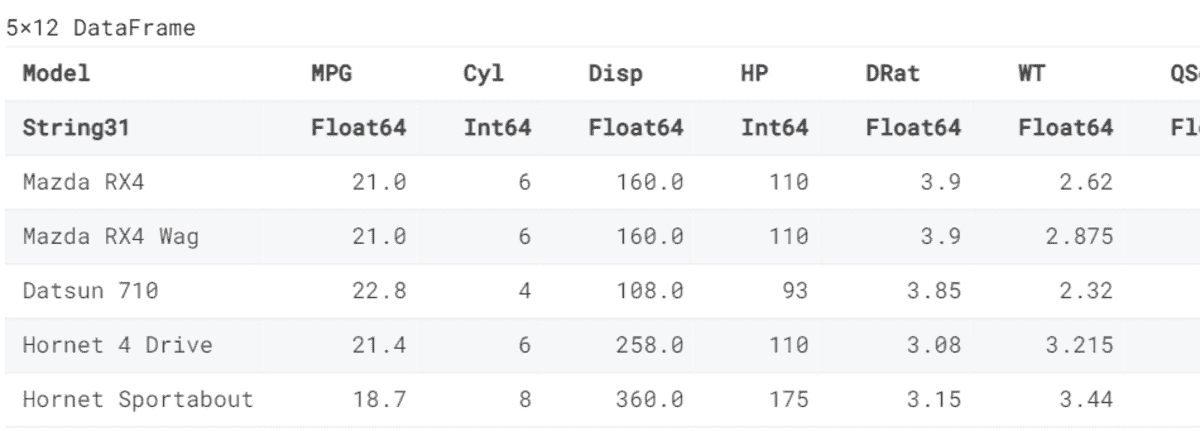 5×12 DataFrame
Model MPG Cyl Disp HP DRat WT
String31 Float64 Int64 Float64 Int64 Float64 Float64
Mazda RX4 21.0 6 160.0 110 3.9 2.62
Mazda RX4 Wag 21.0 6 160.0 110 3.9 2.875
Datsun 710 22.8 4 108.0 93 3.85 2.32
Hornet 4 Drive 21.4 6 258.0 110 3.08 3.215
Hornet Sportabout 18.7 8 360.0 175 3.15 3.44